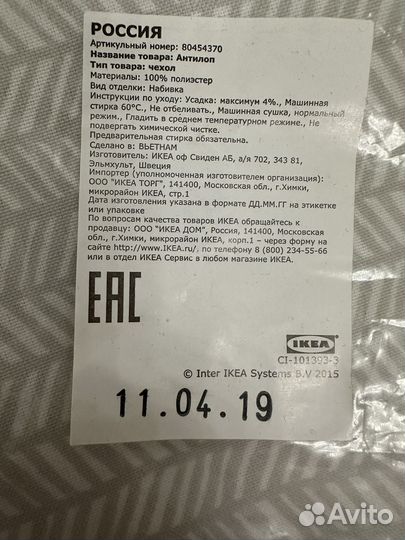 РОССИЯ
Артикульный номер: 80454370
Название товара: Антилоп
Тип товара: чехол
Материалы: 100% полиэстер
Вид отделки: Набивка
Инструкции по уходу: Усадка: максимум 4%., Машинная
стирка 60°C., Не отбеливать., Машинная сушка, нормальный
режим., Гладить в среднем температурном режиме., Не
подвергать химической чистке.
Предварительная стирка обязательна.
Сделано в: ВЬЕТНАМ
Изготовитель: ИКЕА оф Свиден АБ, а/я 702, 343 81,
Эльмхульт, Швеция
Импортер (уполномоченная изготовителем организация):
ООО "ИКЕА ТОРГ", 141400, Московская обл., г.Химки,
микрорайон ИКЕА, стр.1
Дата изготовления указана в формате ДД.ММ.ГГ на этикетке
или упаковке
По вопросам качества товаров ИКЕА обращайтесь к
продавцу: ООО "ИКЕА ДОМ", Россия, 141400, Московская
обл., г.Химки, микрорайон ИКЕА, корп.1 – через форму на
сайте http://www.IKEA.ru/, по телефону 8 (800) 234-55-66
или в отдел ИКЕА Сервис в любом магазине ИКЕА.
EAC
IKEA
CI-101393-3
© Inter IKEA Systems B.V 2015
11.04.19
Avito